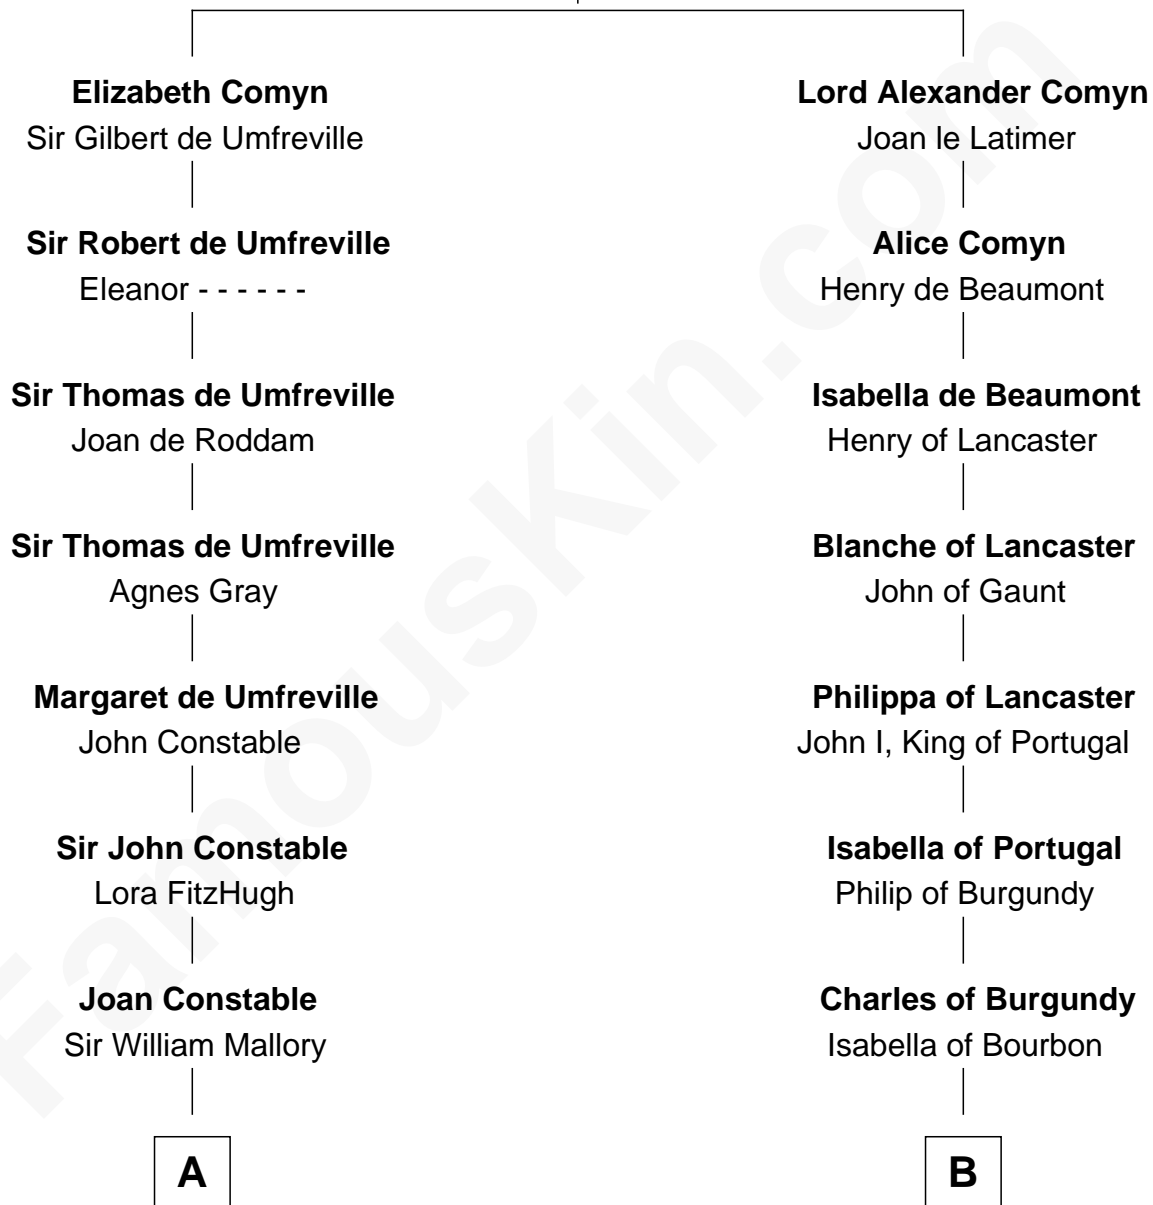 Elizabeth Comyn
Sir Gilbert de Umfreville
Sir Robert de Umfreville
Eleanor - - - - - -
Sir Thomas de Umfreville
Joan de Roddam
Sir Thomas de Umfreville
Agnes Gray
Margaret de Umfreville
John Constable
Sir John Constable
Lora FitzHugh
Joan Constable
Sir William Mallory
A
Lord Alexander Comyn
Joan le Latimer
Alice Comyn
Henry de Beaumont
Isabella de Beaumont
Henry of Lancaster
Blanche of Lancaster
John of Gaunt
Philippa of Lancaster
John I, King of Portugal
Isabella of Portugal
Philip of Burgundy
Charles of Burgundy
Isabella of Bourbon
B
FamousKin.com